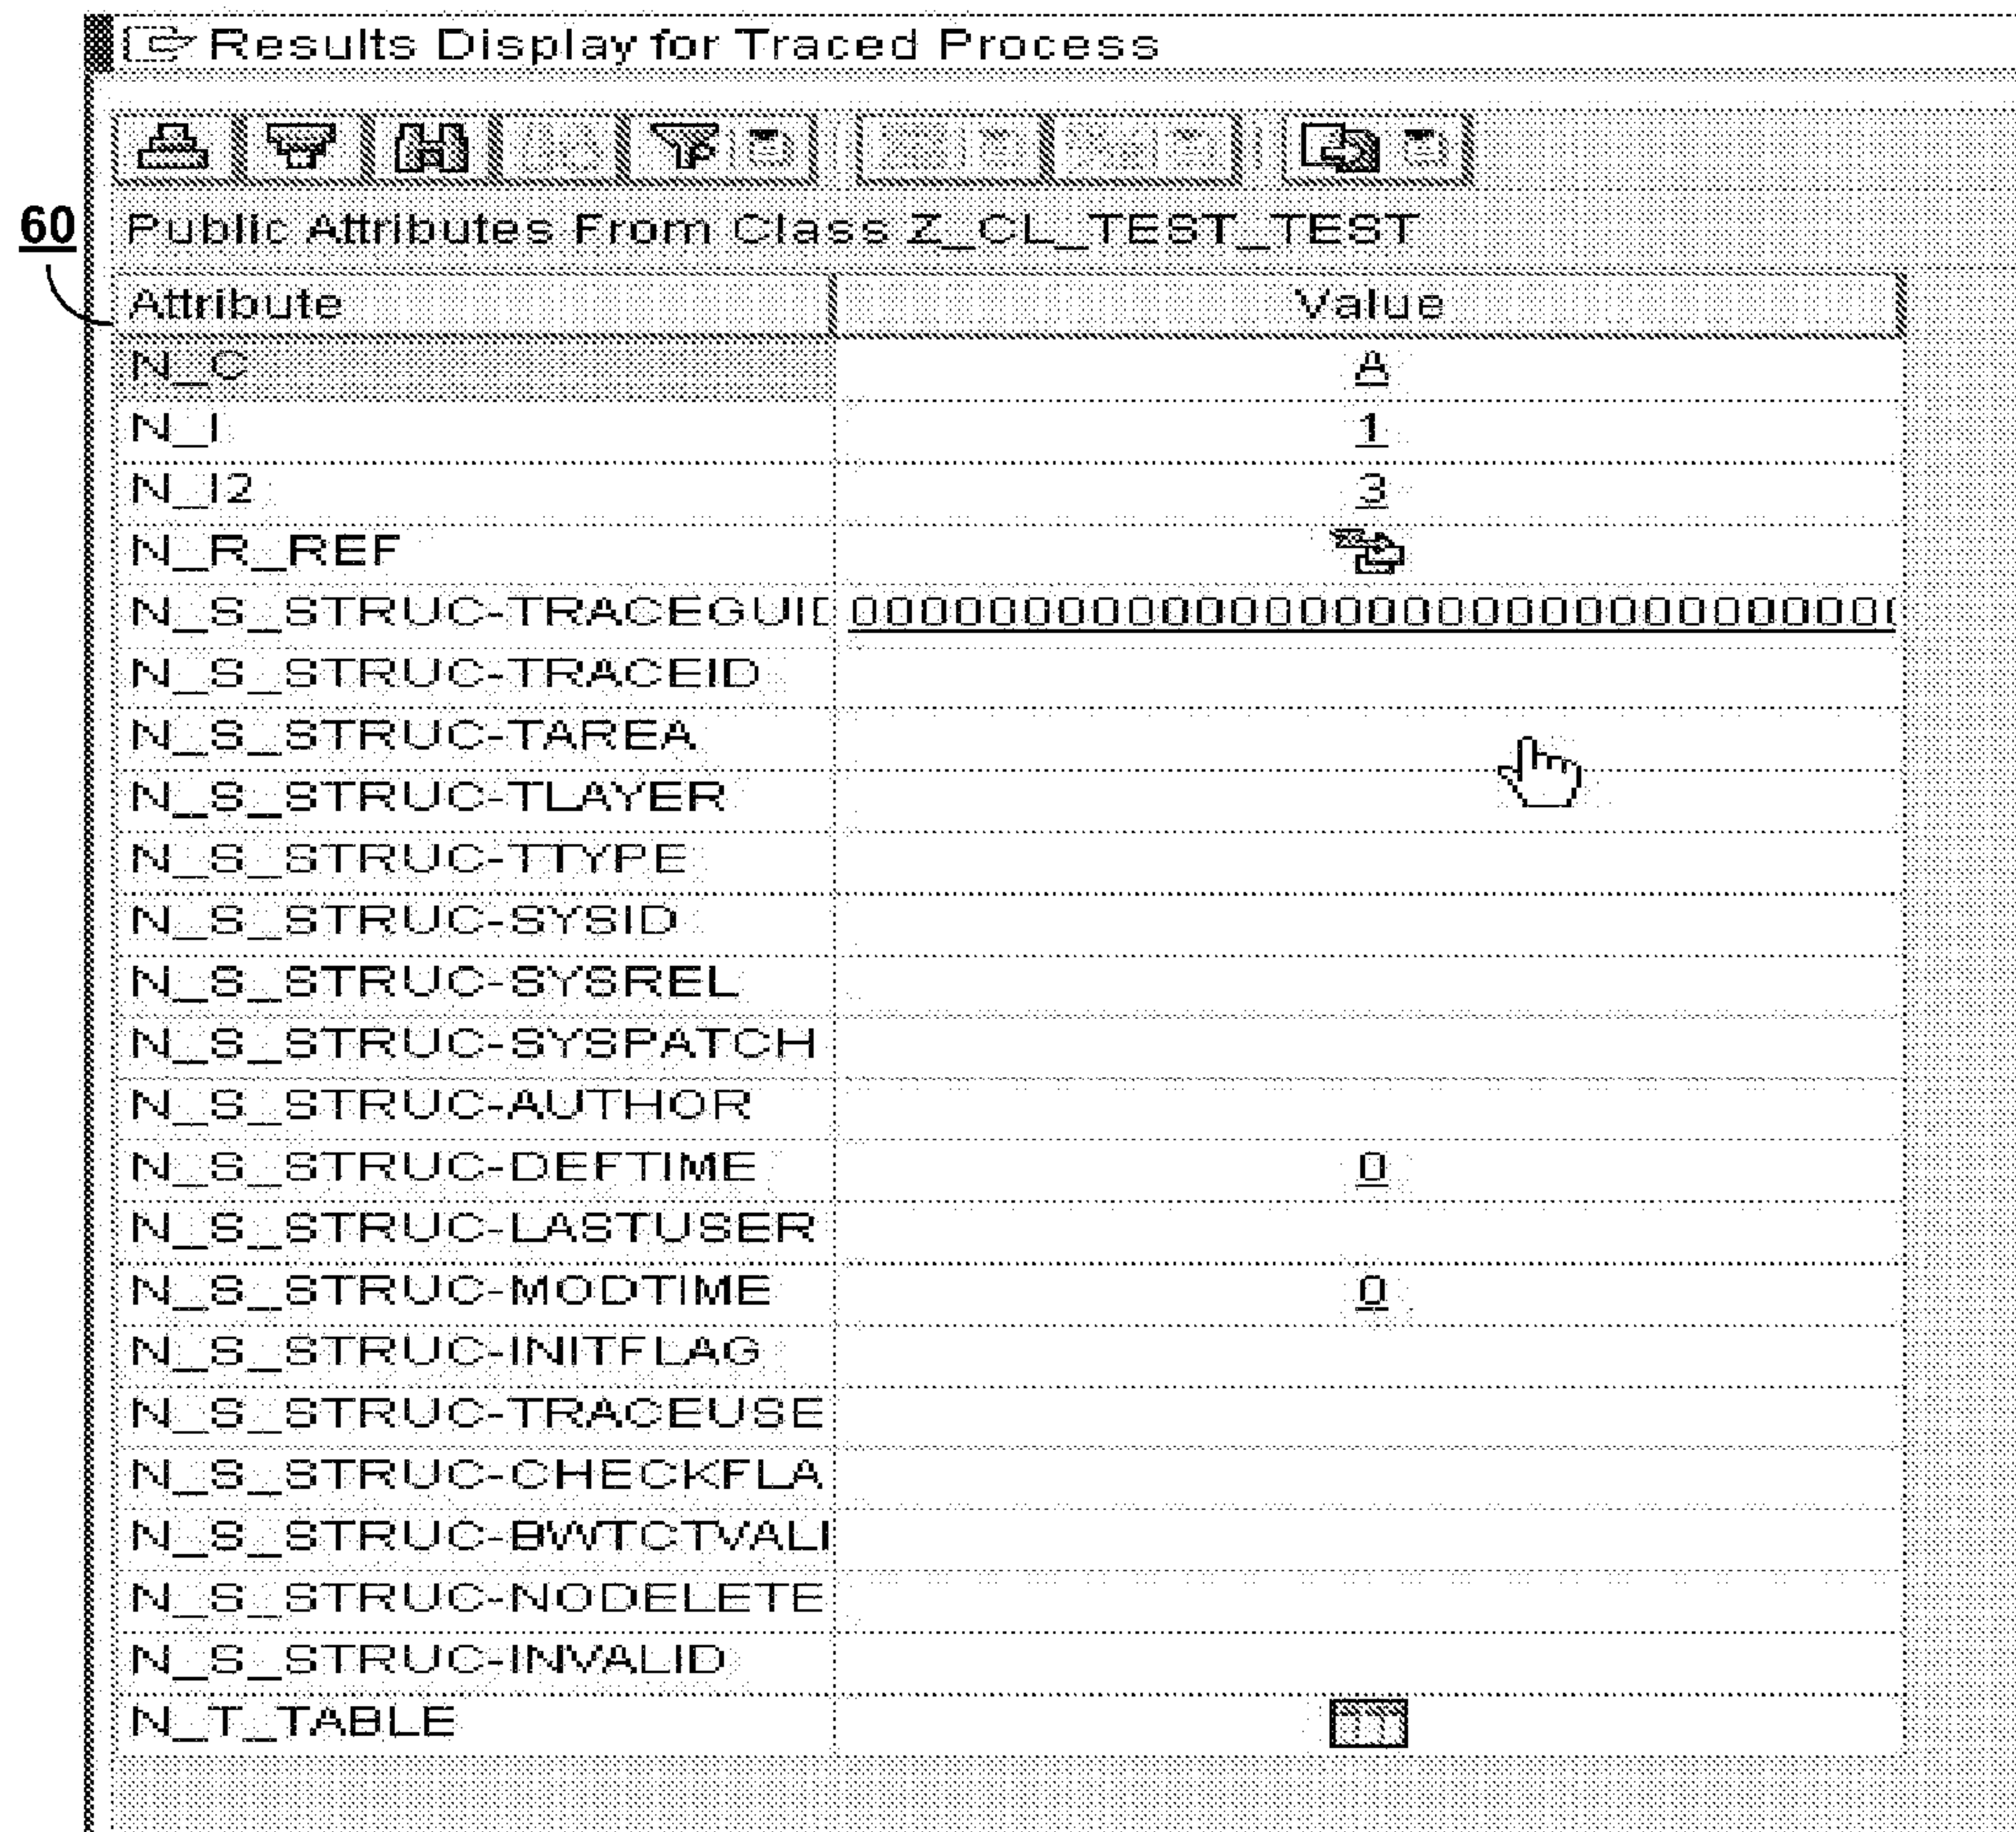 Results Display for Traced Process
60
Public Attributes From Class Z_CL_TEST_TEST
Attribute Value
N_C A
N_I 1
N_I2 3
N_R_REF
N_S_STRUC-TRACEGUID 00000000000000000000000000000
N_S_STRUC-TRACEID
N_S_STRUC-TAREA
N_S_STRUC-TLAYER
N_S_STRUC-TTYPE
N_S_STRUC-SYSID
N_S_STRUC-SYSREL
N_S_STRUC-SYSPATCH
N_S_STRUC-AUTHOR
N_S_STRUC-DEFTIME 0
N_S_STRUC-LASTUSER
N_S_STRUC-MODTIME 0
N_S_STRUC-INITFLAG
N_S_STRUC-TRACEUSE
N_S_STRUC-CHECKFLA
N_S_STRUC-BWTCTVALI
N_S_STRUC-NODELETE
N_S_STRUC-INVALID
N_T_TABLE